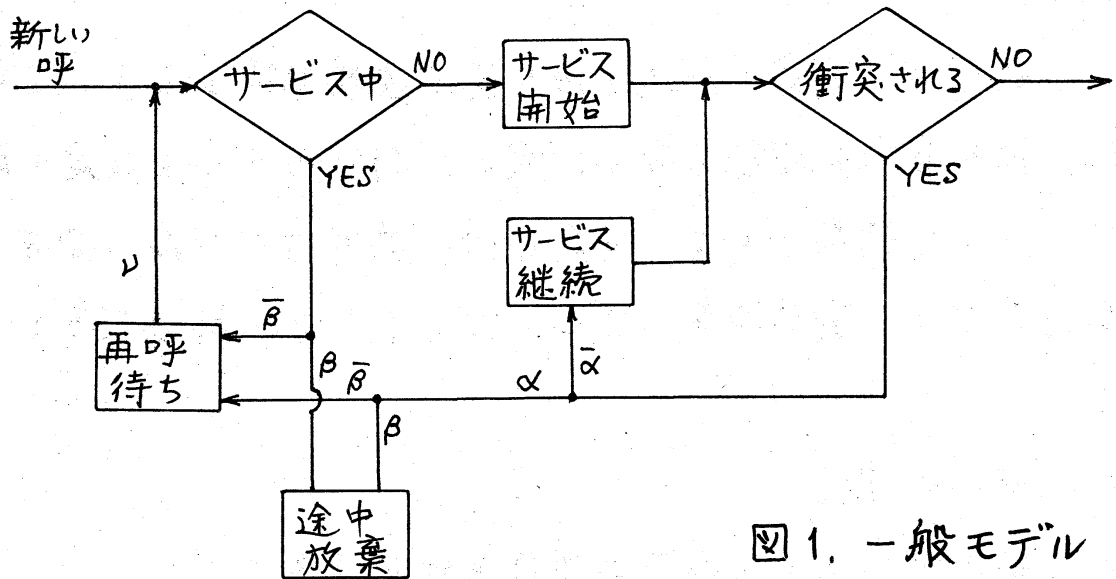 新しい
呼
サービス中
NO
サービス
開始
衝突される
NO
YES
YES
サービス
継続
ν
β̅
再呼
待ち
β
β̅
α
α̅
β
途中
放棄
図1. 一般モデル